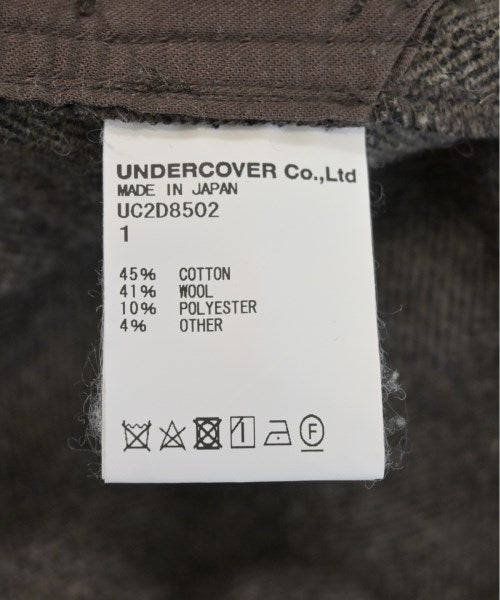 UNDERCOVER Co.,Ltd
MADE IN JAPAN
UC2D8502
1
45% COTTON
41% WOOL
10% POLYESTER
4% OTHER
F